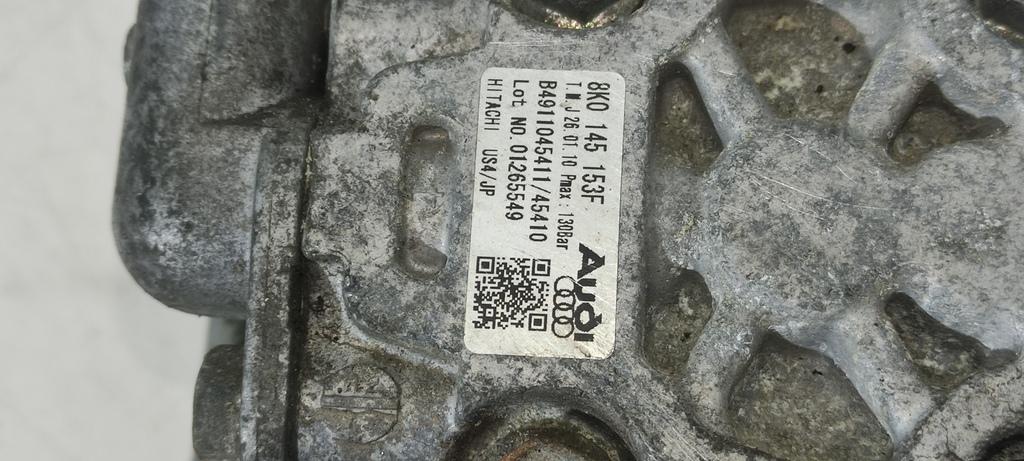 8K0 145 153F
T.M.J 26.01.10 Pmax: 130Bar
B4911045411/45410
Lot NO. 01265549
HITACHI US4/JP
Audi